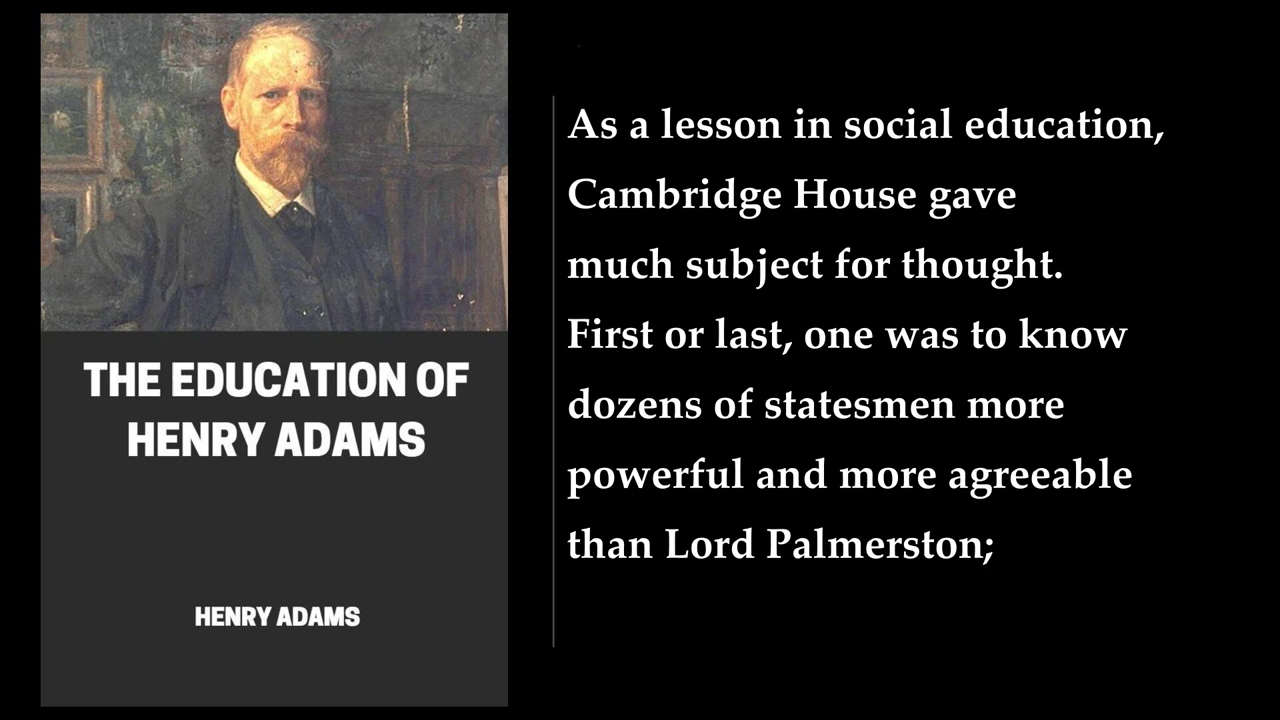 THE EDUCATION OF
HENRY ADAMS
HENRY ADAMS
As a lesson in social education,
Cambridge House gave
much subject for thought.
First or last, one was to know
dozens of statesmen more
powerful and more agreeable
than Lord Palmerston;